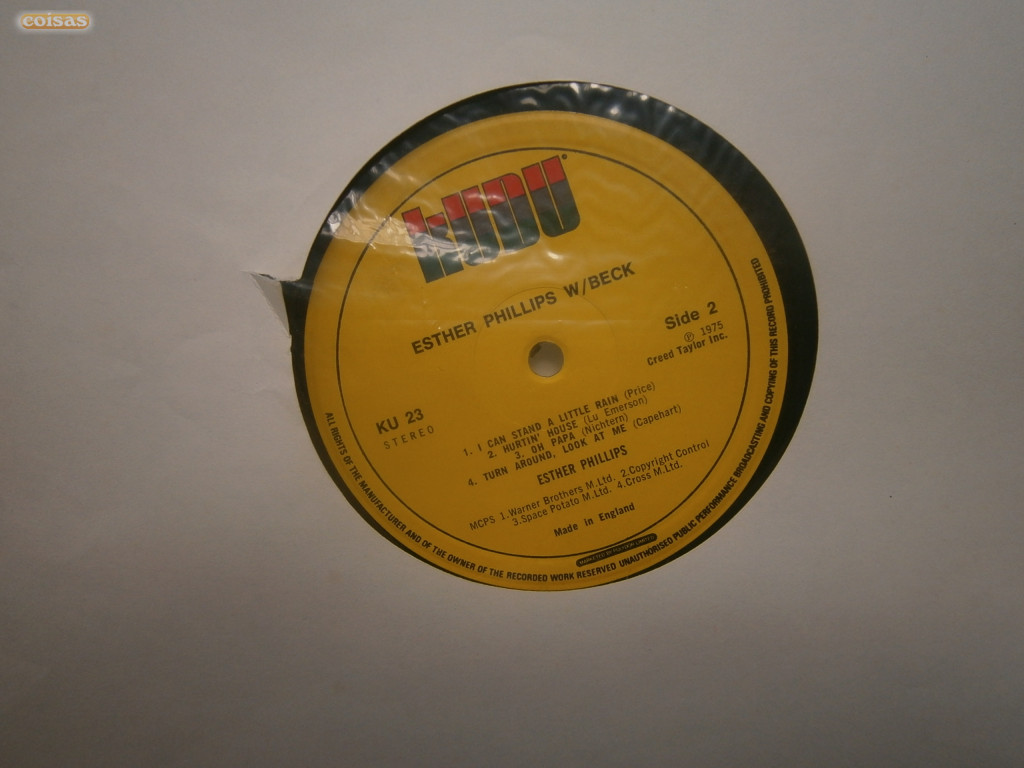 coisas
KUDU
ESTHER PHILLIPS W/BECK
Side 2
℗ 1975
Creed Taylor Inc.
KU 23
STEREO
1. I CAN STAND A LITTLE RAIN (Price)
2. HURTIN' HOUSE (Lu Emerson)
3. OH PAPA (Nichtern)
4. TURN AROUND, LOOK AT ME (Capehart)
ESTHER PHILLIPS
MCPS 1.Warner Brothers M.Ltd. 2.Copyright Control
3.Space Potato M.Ltd. 4.Cross M.Ltd.
Made in England
ALL RIGHTS OF THE MANUFACTURER AND OF THE OWNER OF THE RECORDED WORK RESERVED UNAUTHORISED PUBLIC PERFORMANCE BROADCASTING AND COPYING OF THIS RECORD PROHIBITED